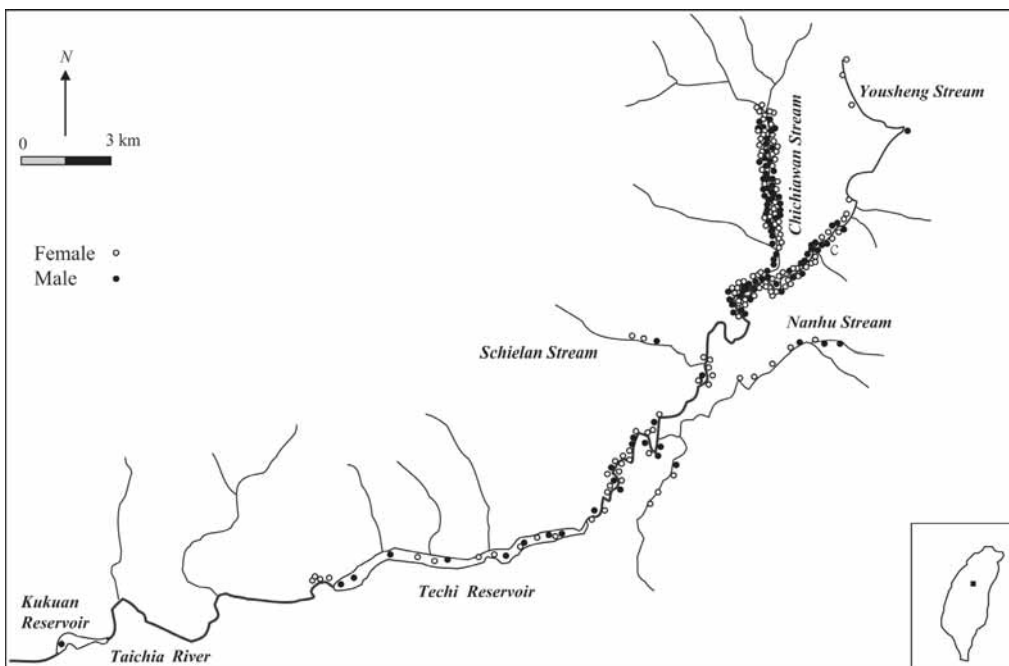 N
0
3 km
Female
Male
Yousheng Stream
Chichiawan Stream
C
Nanhu Stream
Schielan Stream
Techi Reservoir
Kukuan
Reservoir
Taichia River